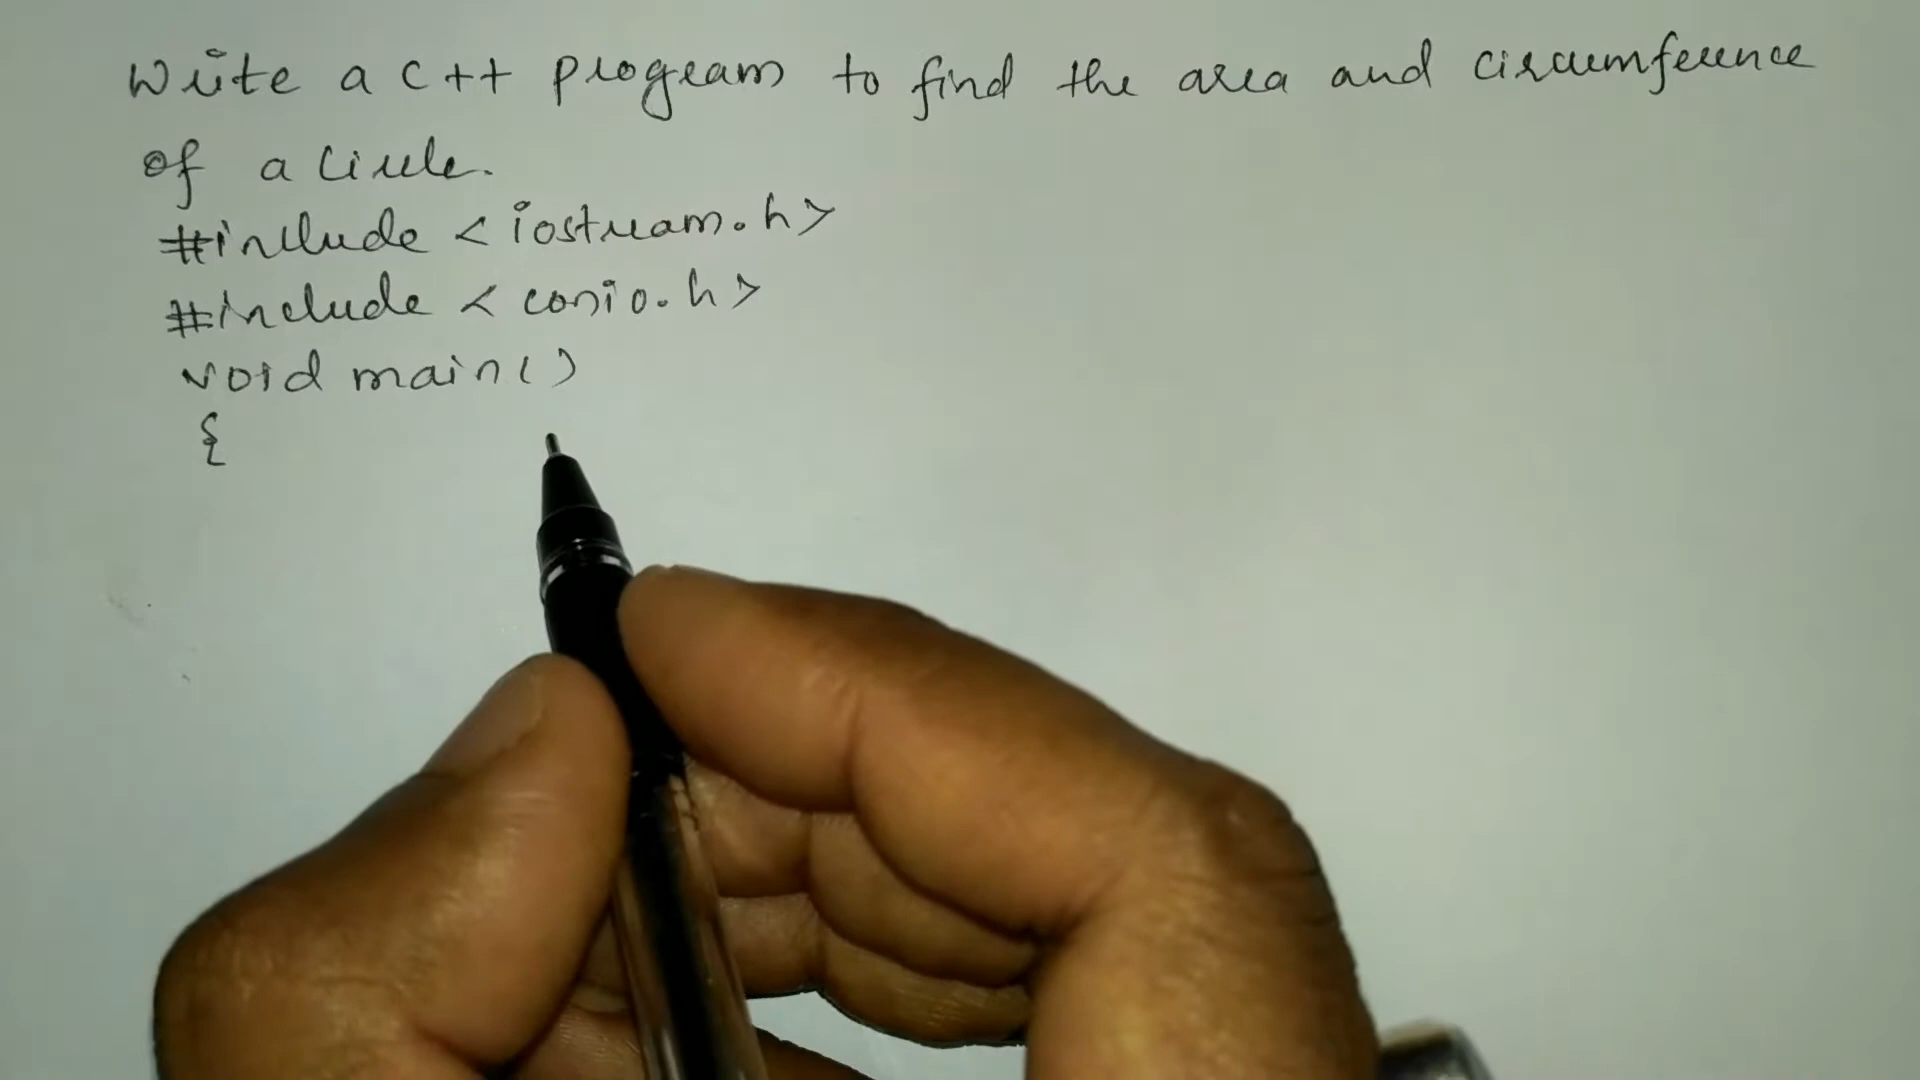 Write a C++ program to find the area and circumference
of a Circle.
#include < iostream.h>
#include < conio.h>
void main()
{